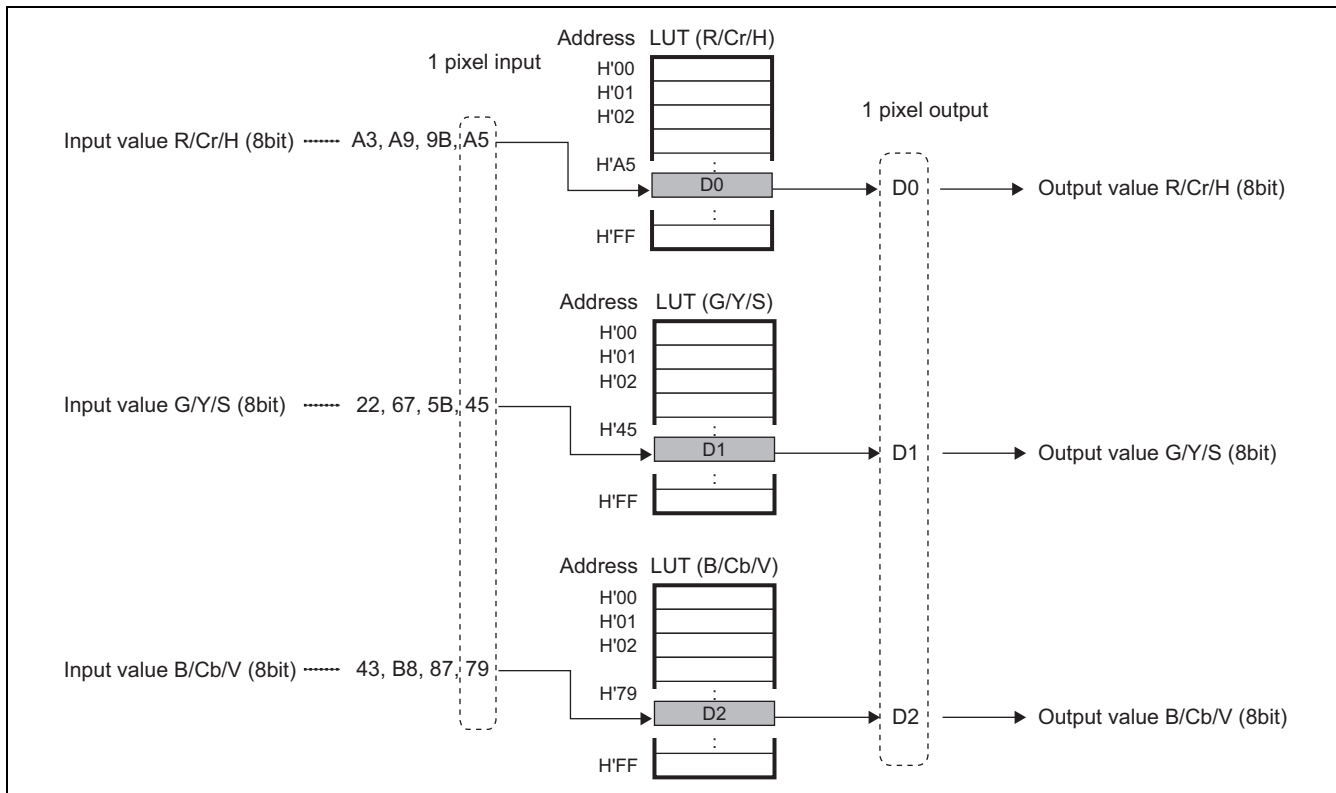 Address LUT (R/Cr/H)
1 pixel input
H'00
H'01
H'02
1 pixel output
Input value R/Cr/H (8bit) ······· A3, A9, 9B, A5
H'A5
:
D0
D0
Output value R/Cr/H (8bit)
:
H'FF
Address LUT (G/Y/S)
H'00
H'01
H'02
Input value G/Y/S (8bit) ······· 22, 67, 5B, 45
H'45
:
D1
D1
Output value G/Y/S (8bit)
:
H'FF
Address LUT (B/Cb/V)
H'00
H'01
H'02
Input value B/Cb/V (8bit) ······· 43, B8, 87, 79
H'79
:
D2
D2
Output value B/Cb/V (8bit)
:
H'FF